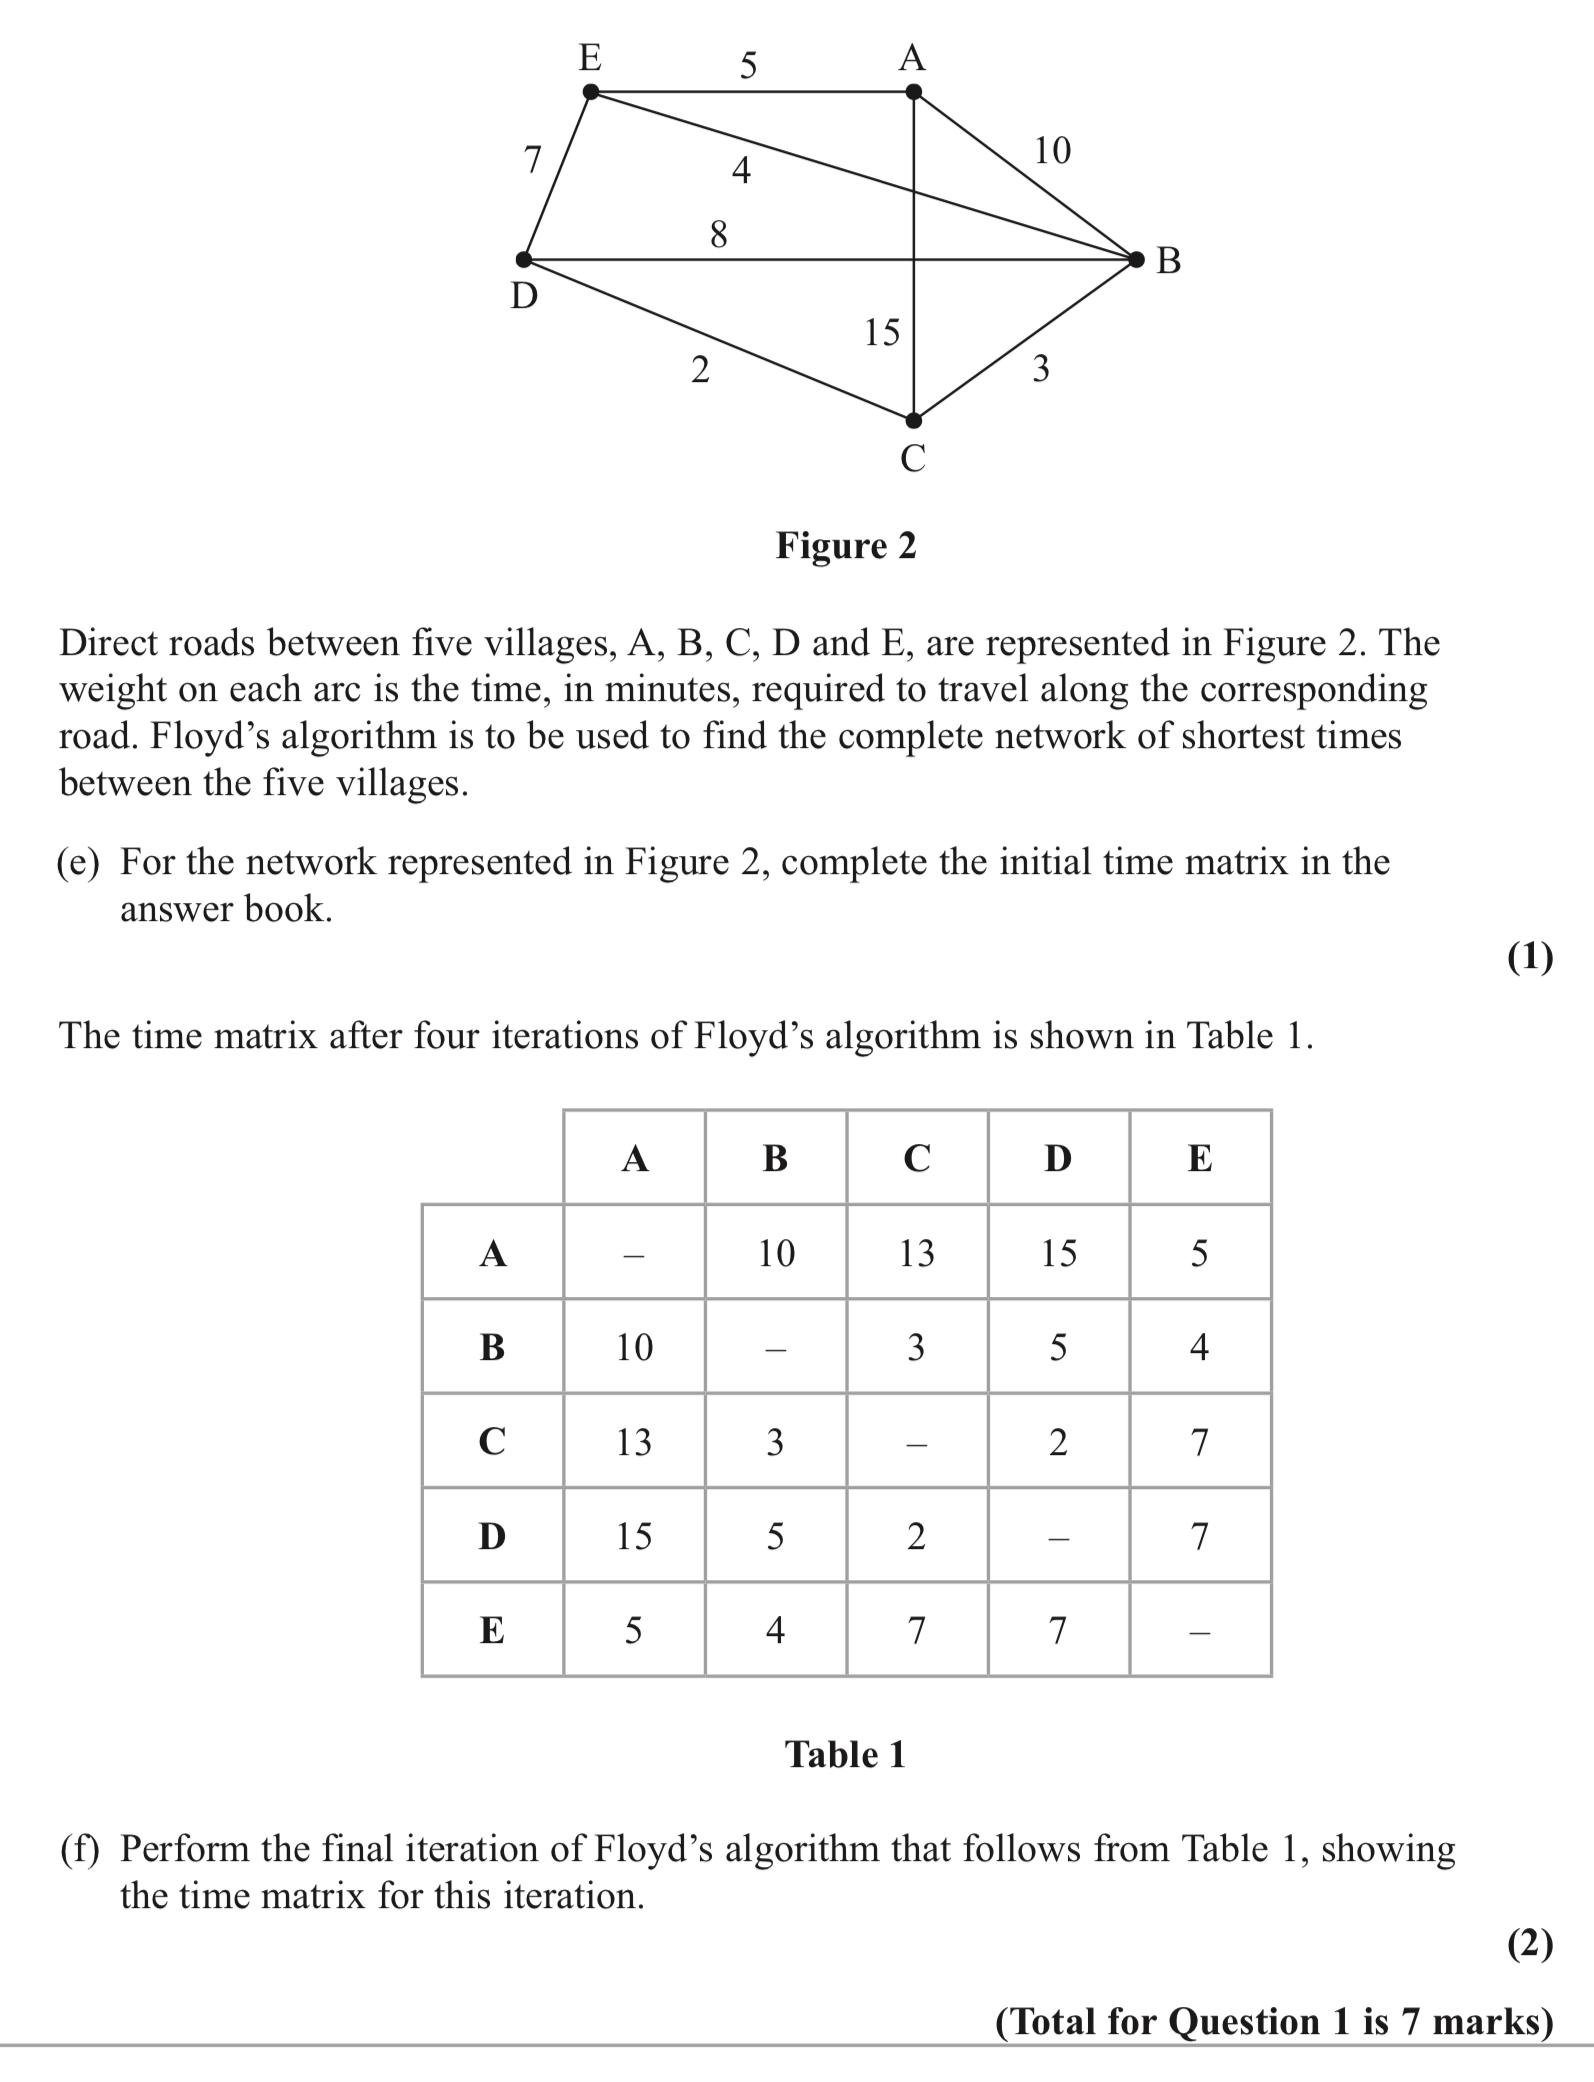 E 5 A
10
7
4
8
B
D
15
2 3
C
Figure 2
Direct roads between five villages, A, B, C, D and E, are represented in Figure 2. The
weight on each arc is the time, in minutes, required to travel along the corresponding
road. Floyd’s algorithm is to be used to find the complete network of shortest times
between the five villages.
(e) For the network represented in Figure 2, complete the initial time matrix in the
answer book.
(1)
The time matrix after four iterations of Floyd’s algorithm is shown in Table 1.
A B C D E
A – 10 13 15 5
B 10 – 3 5 4
C 13 3 – 2 7
D 15 5 2 – 7
E 5 4 7 7 –
Table 1
(f) Perform the final iteration of Floyd’s algorithm that follows from Table 1, showing
the time matrix for this iteration.
(2)
(Total for Question 1 is 7 marks)